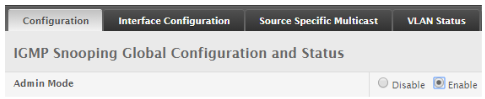 Configuration Interface Configuration Source Specific Multicast VLAN Status
IGMP Snooping Global Configuration and Status
Admin Mode Disable Enable